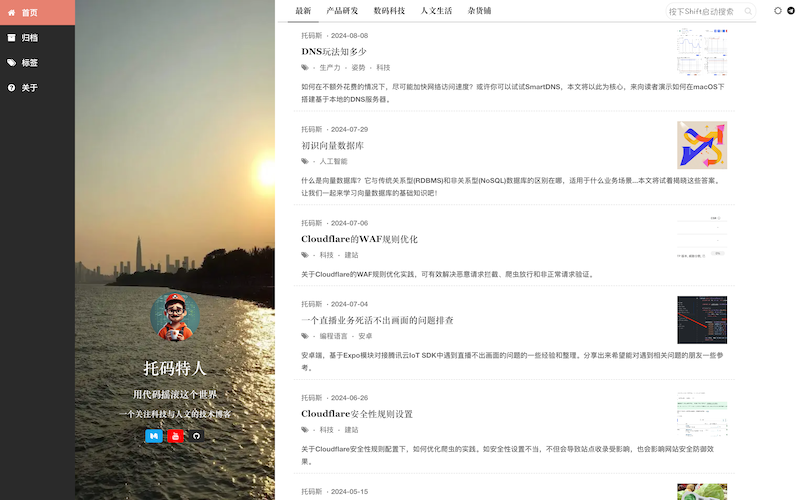 首页
归档
标签
关于
托码特人
用代码摇滚这个世界
一个关注科技与人文的技术博客
最新 产品研发 数码科技 人文生活 杂货铺
按下Shift启动搜索
托码斯 · 2024-08-08
DNS玩法知多少
- 生产力 - 姿势 - 科技
如何在不额外花费的情况下，尽可能加快网络访问速度？或许你可以试试SmartDNS，本文将以此为核心，来向读者演示如何在macOS下
搭建基于本地的DNS服务器。
托码斯 · 2024-07-29
初识向量数据库
- 人工智能
什么是向量数据库？它与传统关系型(RDBMS)和非关系型(NoSQL)数据库的区别在哪，适用于什么业务场景...本文将试着揭晓这些答案。
让我们一起来学习向量数据库的基础知识吧！
托码斯 · 2024-07-06
Cloudflare的WAF规则优化
- 科技 - 建站
关于Cloudflare的WAF规则优化实践，可有效解决恶意请求拦截、爬虫放行和非正常请求验证。
托码斯 · 2024-07-04
一个直播业务死活不出画面的问题排查
- 编程语言 - 安卓
安卓端，基于Expo模块对接腾讯云IoT SDK中遇到直播不出画面的问题的一些经验和整理。分享出来希望能对遇到相关问题的朋友一些参
考。
托码斯 · 2024-06-26
Cloudflare安全性规则设置
- 科技 - 建站
关于Cloudflare安全性规则配置下，如何优化爬虫的实践。如安全性设置不当，不但会导致站点收录受影响，也会影响网站安全防御效
果。
托码斯 · 2024-05-15